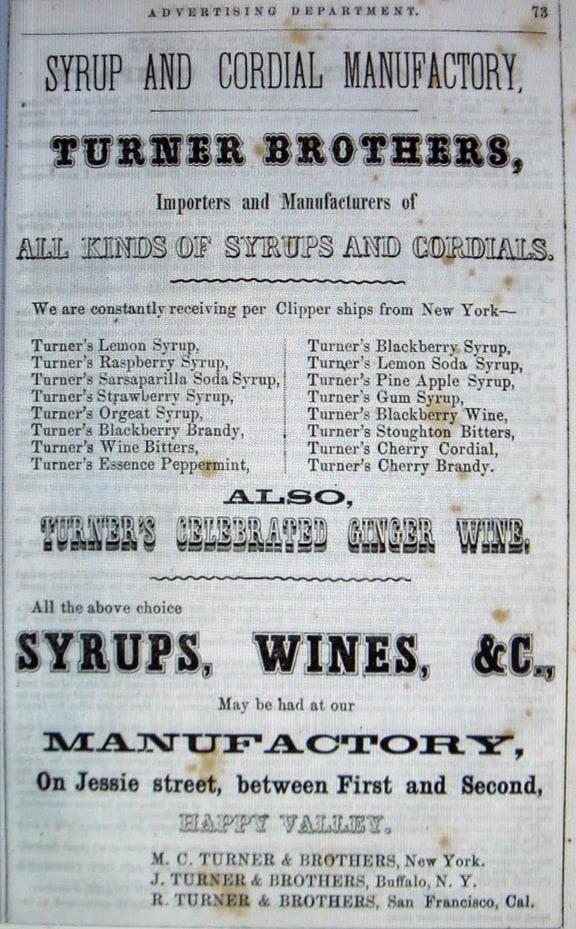 ADVERTISING DEPARTMENT. 73
SYRUP AND CORDIAL MANUFACTORY,
TURNER BROTHERS,
Importers and Manufacturers of
ALL KINDS OF SYRUPS AND CORDIALS.
We are constantly receiving per Clipper ships from New York—
Turner's Lemon Syrup,
Turner's Raspberry Syrup,
Turner's Sarsaparilla Soda Syrup,
Turner's Strawberry Syrup,
Turner's Orgeat Syrup,
Turner's Blackberry Brandy,
Turner's Wine Bitters,
Turner's Essence Peppermint,
Turner's Blackberry Syrup,
Turner's Lemon Soda Syrup,
Turner's Pine Apple Syrup,
Turner's Gum Syrup,
Turner's Blackberry Wine,
Turner's Stoughton Bitters,
Turner's Cherry Cordial,
Turner's Cherry Brandy.
ALSO,
TURNER'S CELEBRATED GINGER WINE.
All the above choice
SYRUPS, WINES, &C.,
May be had at our
MANUFACTORY,
On Jessie street, between First and Second,
HAPPY VALLEY.
M. C. TURNER & BROTHERS, New York.
J. TURNER & BROTHERS, Buffalo, N. Y.
R. TURNER & BROTHERS, San Francisco, Cal.